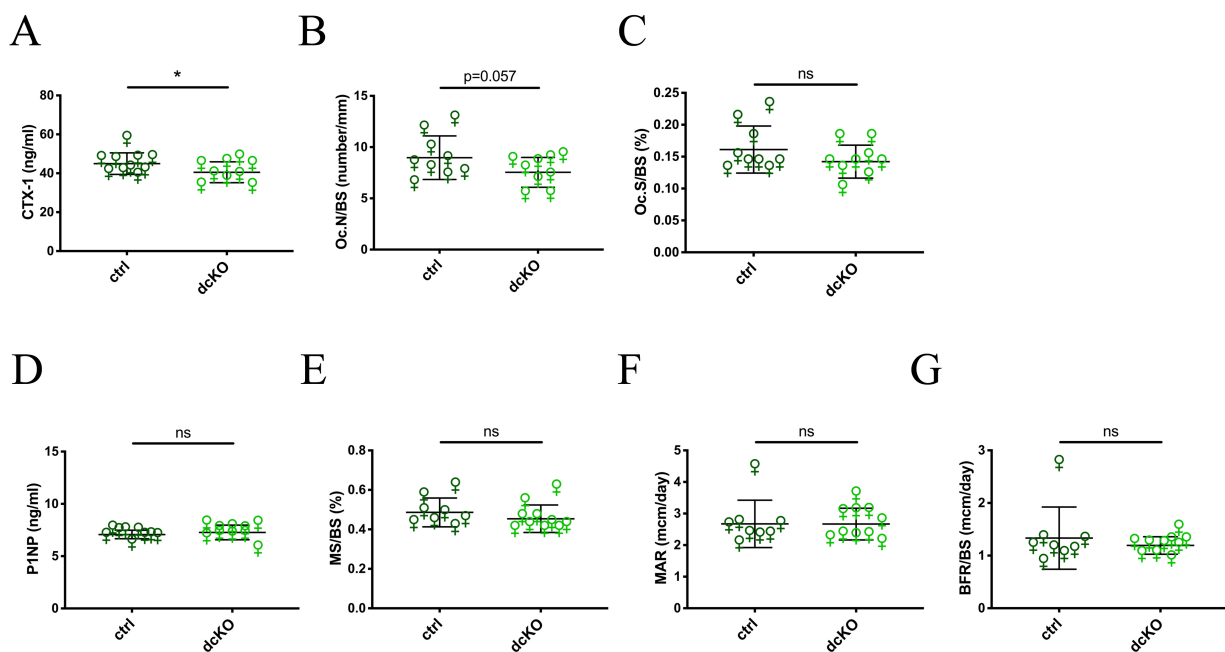 A
B
C
*
p=0.057
ns
CTX-1 (ng/ml)
80
60
40
20
0
ctrl
dcKO
Oc.N/BS (number/mm)
15
10
5
0
ctrl
dcKO
Oc.S/BS (%)
0.25
0.20
0.15
0.10
0.05
0.00
ctrl
dcKO
D
E
F
G
ns
ns
ns
ns
P1NP (ng/ml)
15
10
5
0
ctrl
dcKO
MS/BS (%)
0.8
0.6
0.4
0.2
0.0
ctrl
dcKO
MAR (mcm/day)
5
4
3
2
1
0
ctrl
dcKO
BFR/BS (mcm/day)
3
2
1
0
ctrl
dcKO